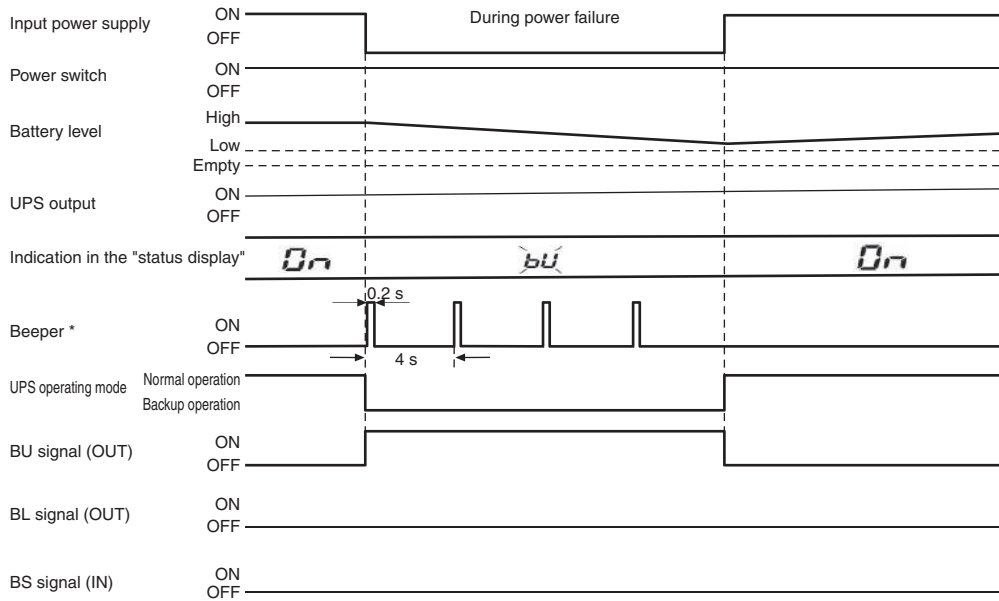 Input power supply ON During power failure
OFF
Power switch ON
OFF
Battery level High
Low
Empty
UPS output ON
OFF
Indication in the "status display" On bU On
0.2 s
Beeper * ON
OFF
4 s
UPS operating mode Normal operation
Backup operation
BU signal (OUT) ON
OFF
BL signal (OUT) ON
OFF
BS signal (IN) ON
OFF